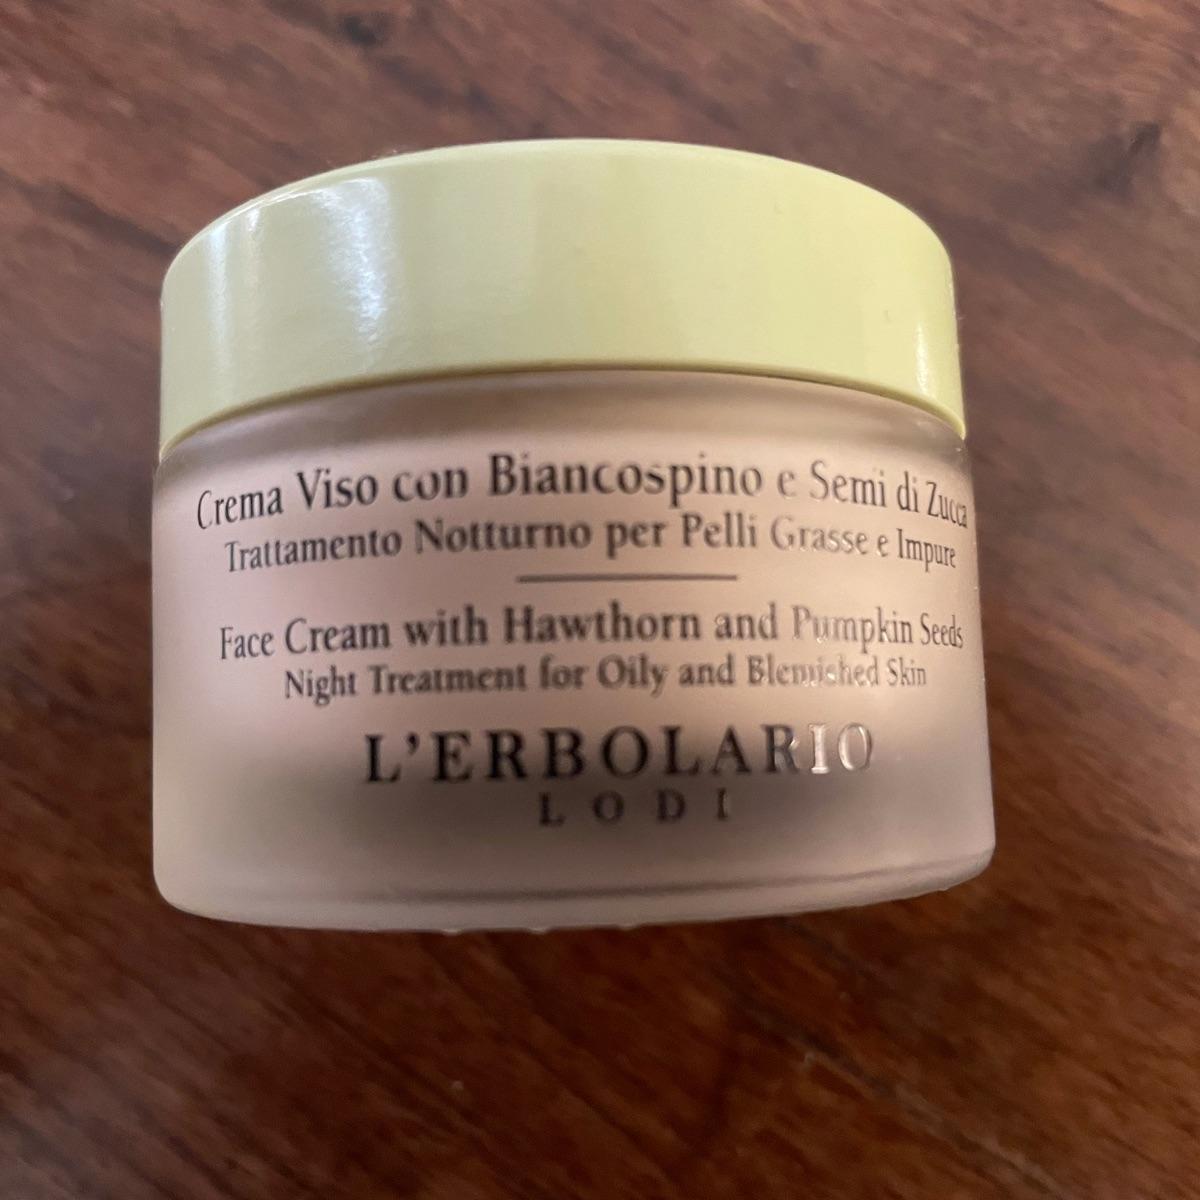 Crema Viso con Biancospino e Semi di Zucca
Trattamento Notturno per Pelli Grasse e Impure
Face Cream with Hawthorn and Pumpkin Seeds
Night Treatment for Oily and Blemished Skin
L'ERBOLARIO
LODI